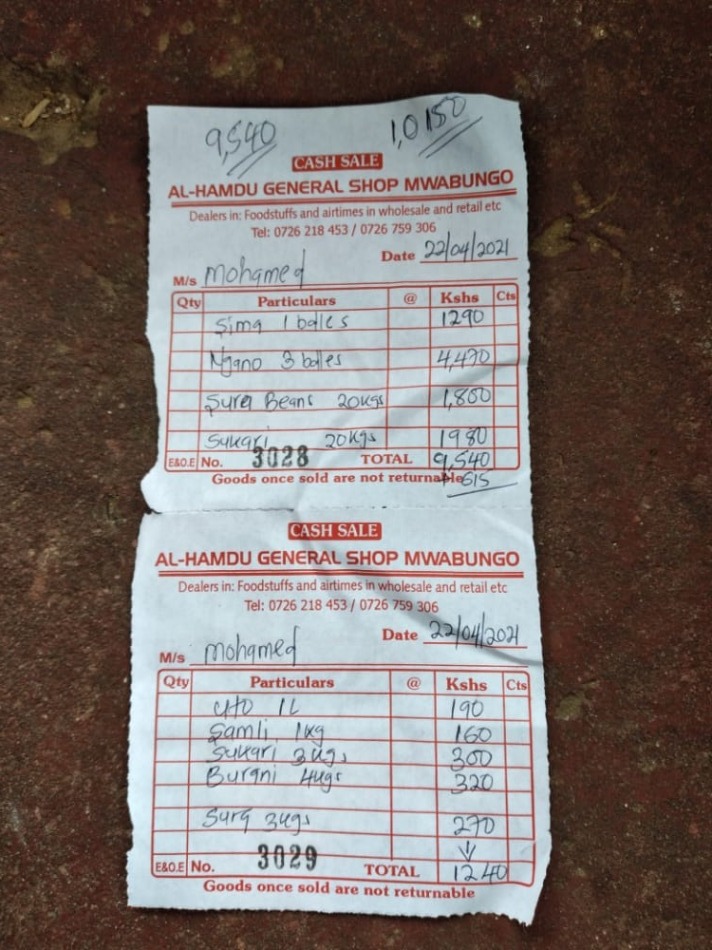 9,540 1,0150
CASH SALE
AL-HAMDU GENERAL SHOP MWABUNGO
Dealers in: Foodstuffs and airtimes in wholesale and retail etc
Tel: 0726 218 453 / 0726 759 306
Date 22/04/2021
M/s mohamed
Qty Particulars @ Kshs Cts
Sima 1 bales 1290
Ngano 3 bales 4,470
Sura Beans 20kgs 1,800
Sukari 20kgs 1980
E&O.E No. 3028 TOTAL 9,540
Goods once sold are not returnable 615
CASH SALE
AL-HAMDU GENERAL SHOP MWABUNGO
Dealers in: Foodstuffs and airtimes in wholesale and retail etc
Tel: 0726 218 453 / 0726 759 306
Date 22/04/2021
M/s mohamed
Qty Particulars @ Kshs Cts
1L 190
Samli 1kg 160
Sukari 3kgs 300
Burani 4kgs 320
Sura 3kgs 270
E&O.E No. 3029 TOTAL 1240
Goods once sold are not returnable